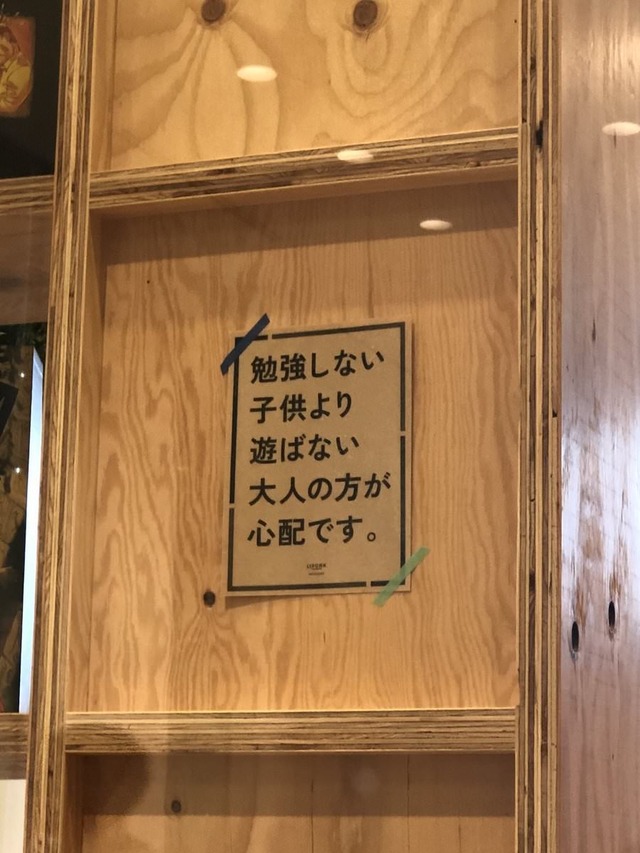 勉強しない
子供より
遊ばない
大人の方が
心配です。